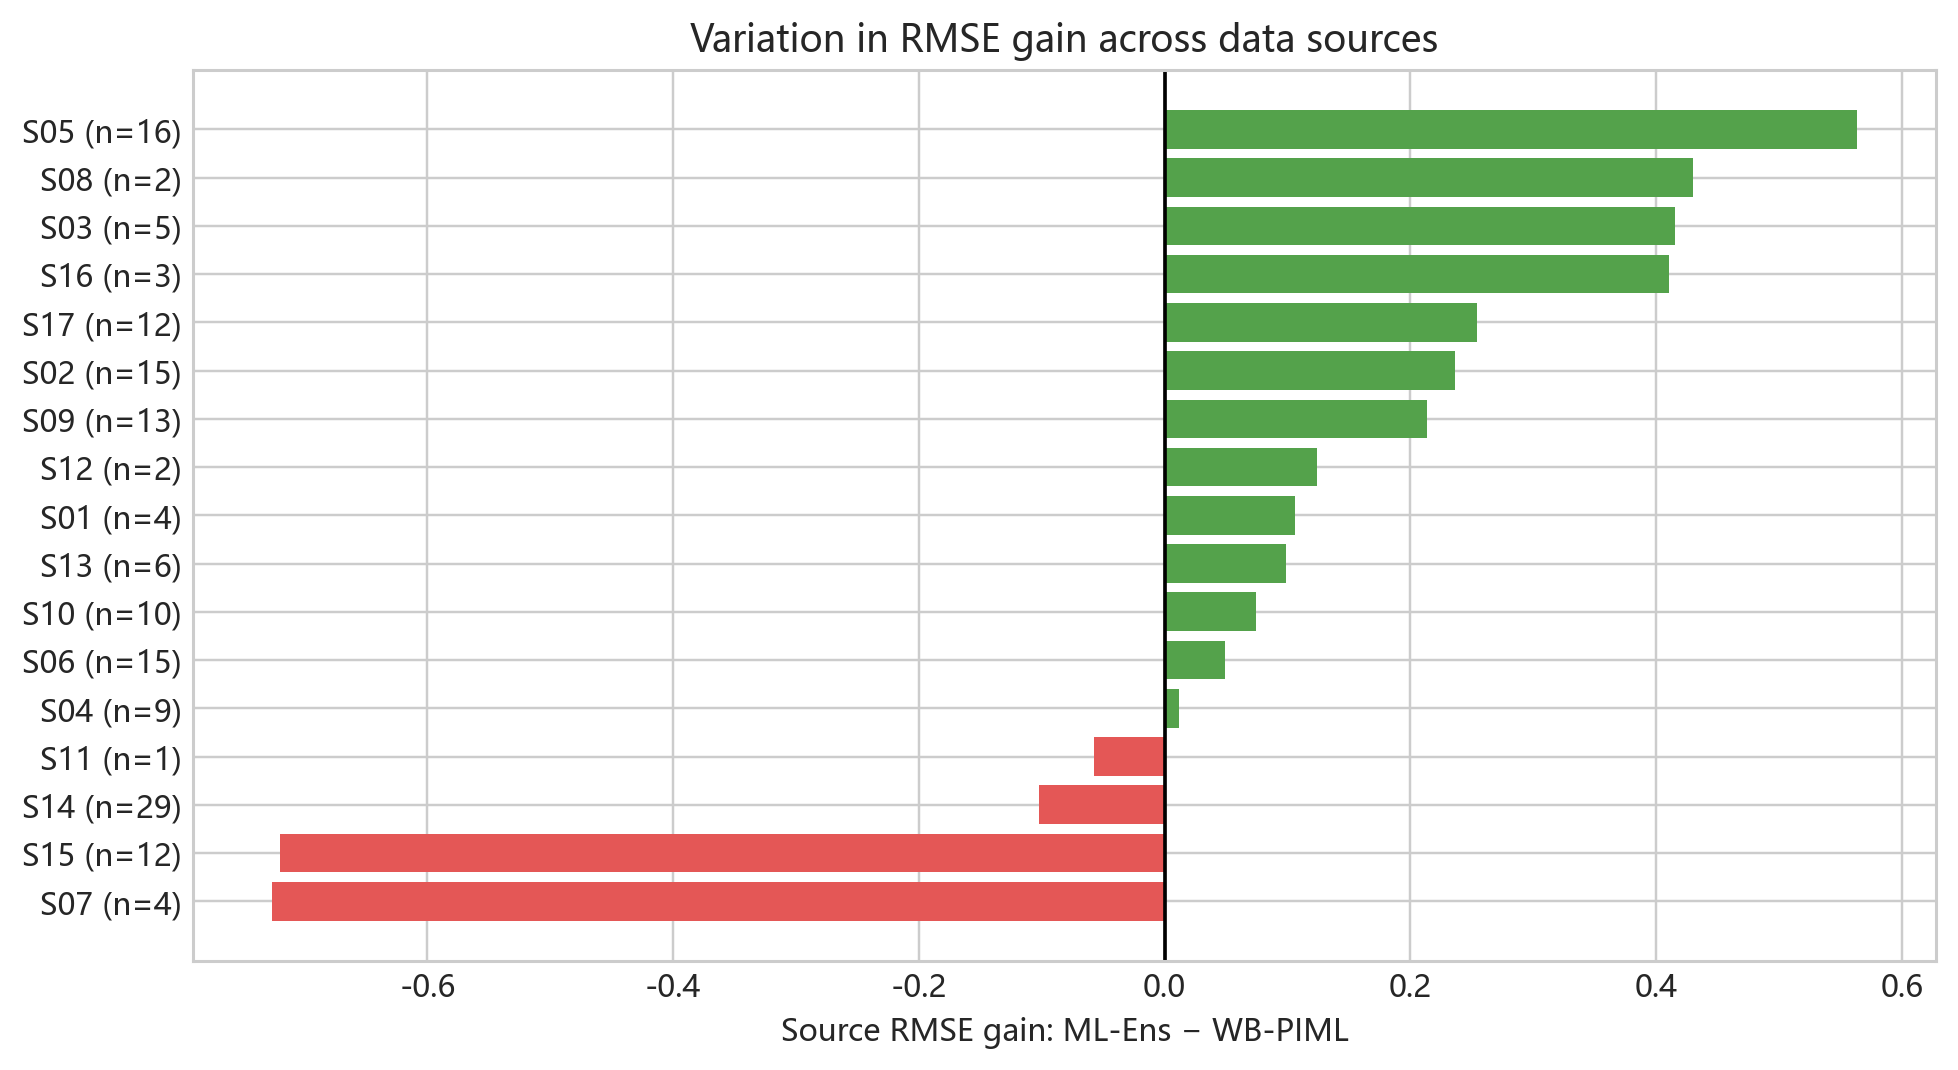 Variation in RMSE gain across data sources
S05 (n=16)
S08 (n=2)
S03 (n=5)
S16 (n=3)
S17 (n=12)
S02 (n=15)
S09 (n=13)
S12 (n=2)
S01 (n=4)
S13 (n=6)
S10 (n=10)
S06 (n=15)
S04 (n=9)
S11 (n=1)
S14 (n=29)
S15 (n=12)
S07 (n=4)
-0.6 -0.4 -0.2 0.0 0.2 0.4 0.6
Source RMSE gain: ML-Ens − WB-PIML